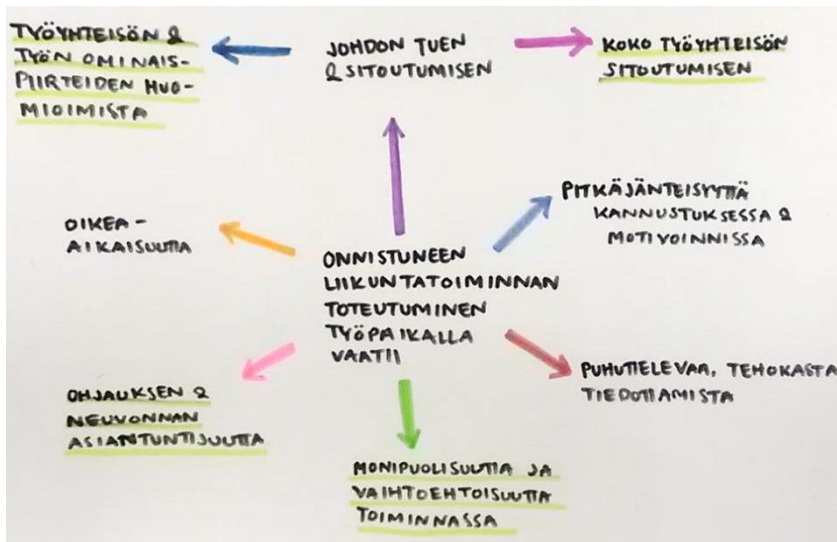 TYÖYHTEISÖN &
TYÖN OMINAIS-
PIIRTEIDEN HUO-
MIOIMISTA
JOHDON TUEN
& SITOUTUMISEN
KOKO TYÖYHTEISÖN
SITOUTUMISEN
OIKEA-
AIKAISUUTTA
PITKÄJÄNTEISYYTTÄ
KANNUSTUKSESSA &
MOTIVOINNISSA
ONNISTUNEEN
LIIKUNTATOIMINNAN
TOTEUTUMINEN
TYÖPAIKALLA
VAATII
OHJAUKSEN &
NEUVONNAN
ASIANTUNTIJUUTTA
PUHUTTELEVAA, TEHOKASTA
TIEDOTTAMISTA
MONIPUOLISUUTTA JA
VAIHTOEHTOISUUTTA
TOIMINNASSA